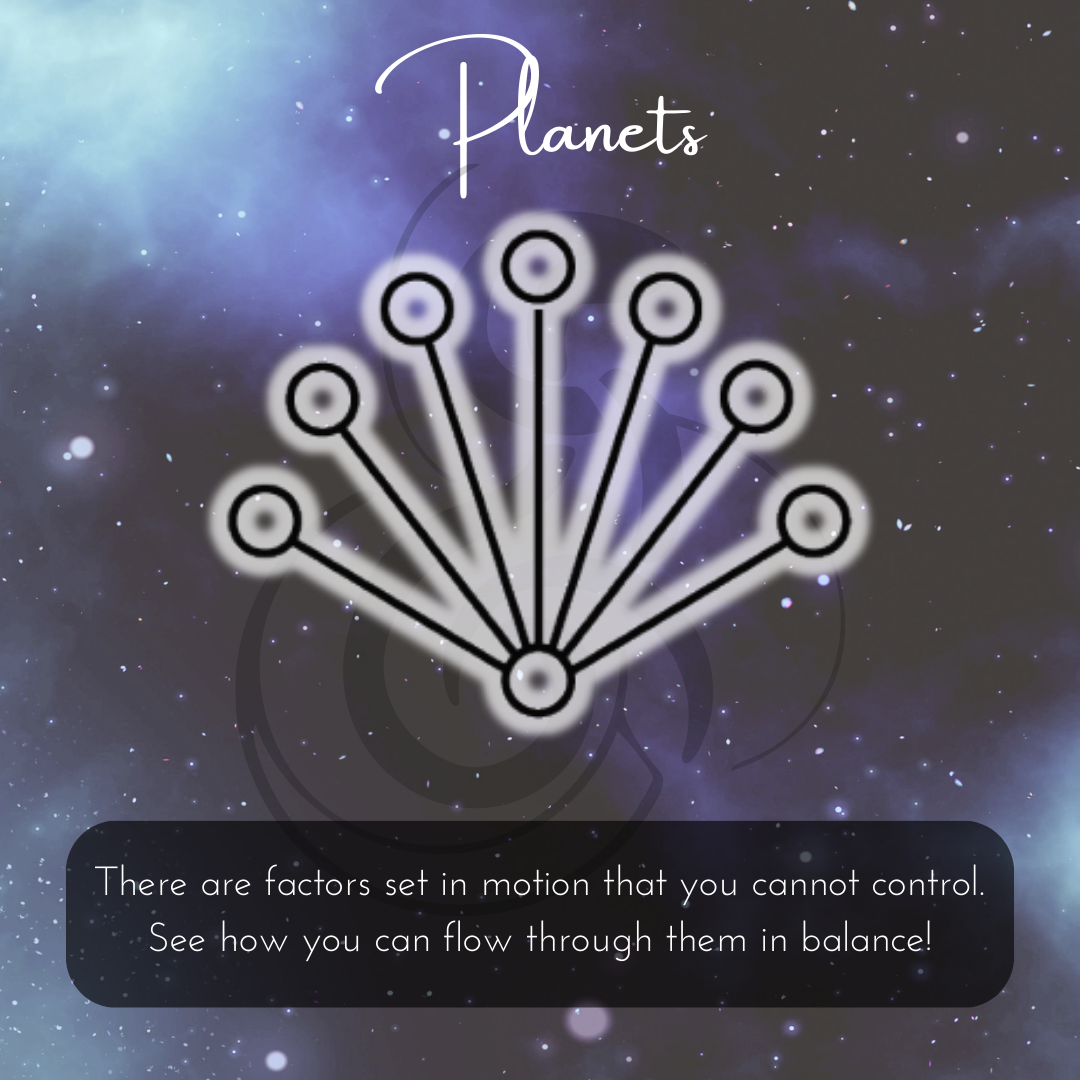 Planets
There are factors set in motion that you cannot control.
See how you can flow through them in balance!